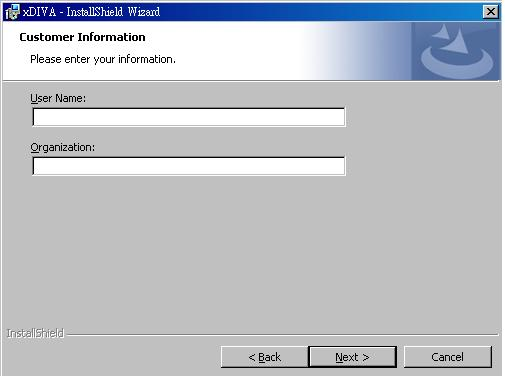 xDIVA - InstallShield Wizard
Customer Information
Please enter your information.
User Name:
Organization:
InstallShield
< Back
Next >
Cancel